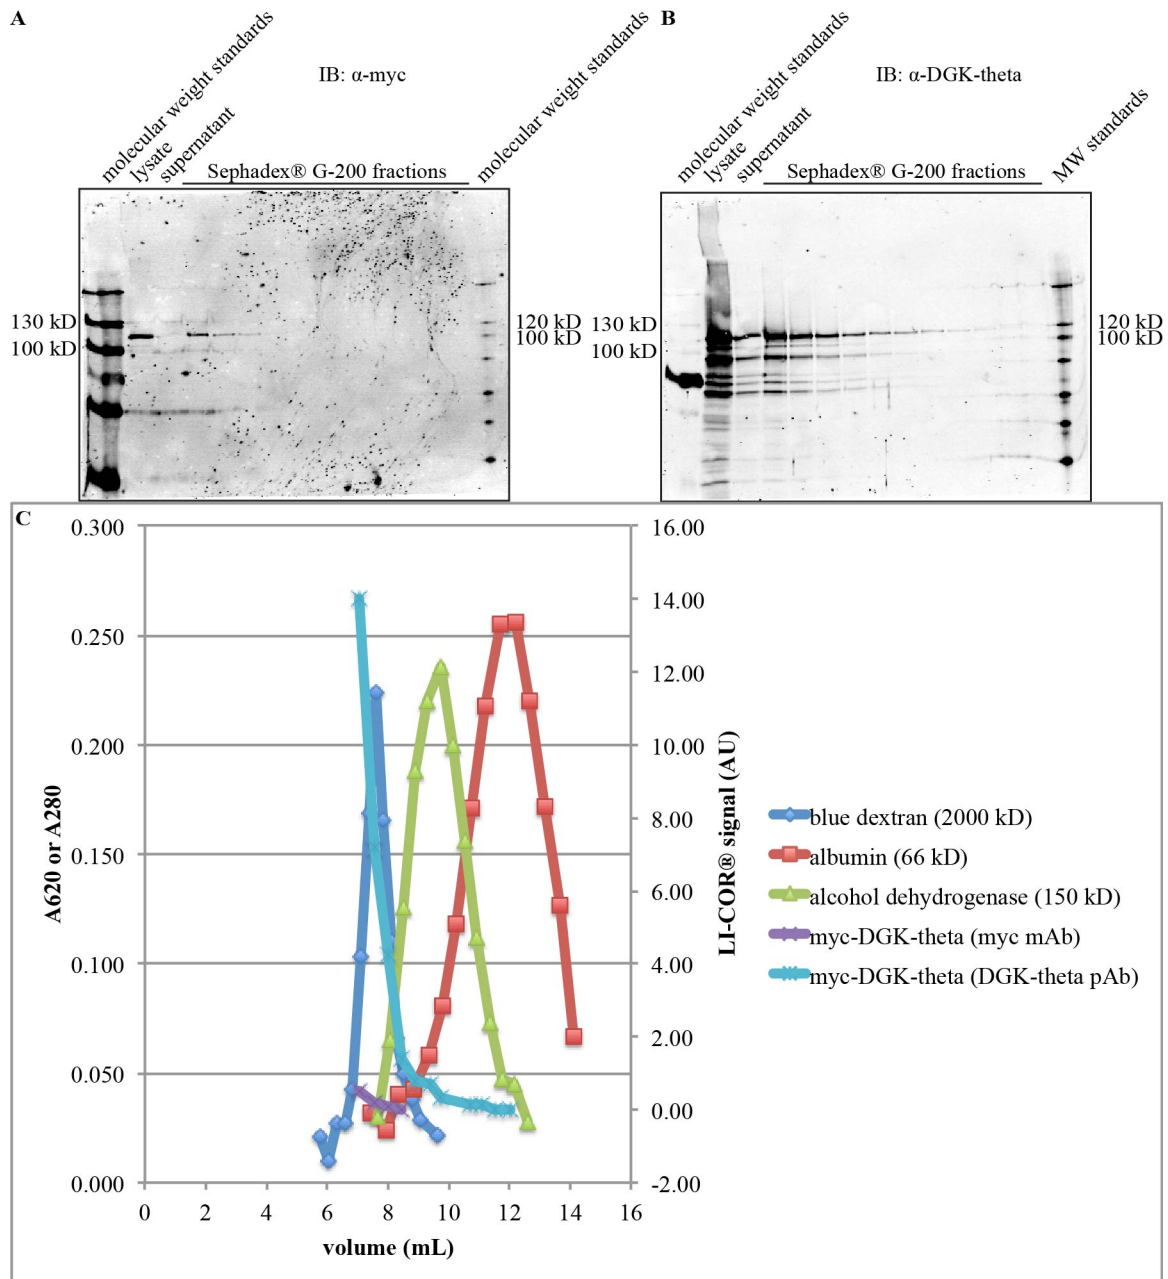 A
B
molecular weight standards
lysate
supernatant
IB: α-myc
Sephadex® G-200 fractions
molecular weight standards
molecular weight standards
lysate
supernatant
IB: α-DGK-theta
Sephadex® G-200 fractions
MW standards
130 kD
100 kD
120 kD
100 kD
130 kD
100 kD
120 kD
100 kD
C
0.300
0.250
0.200
0.150
0.100
0.050
0.000
A620 or A280
16.00
14.00
12.00
10.00
8.00
6.00
4.00
2.00
0.00
-2.00
LI-COR® signal (AU)
0 2 4 6 8 10 12 14 16
volume (mL)
blue dextran (2000 kD)
albumin (66 kD)
alcohol dehydrogenase (150 kD)
myc-DGK-theta (myc mAb)
myc-DGK-theta (DGK-theta pAb)